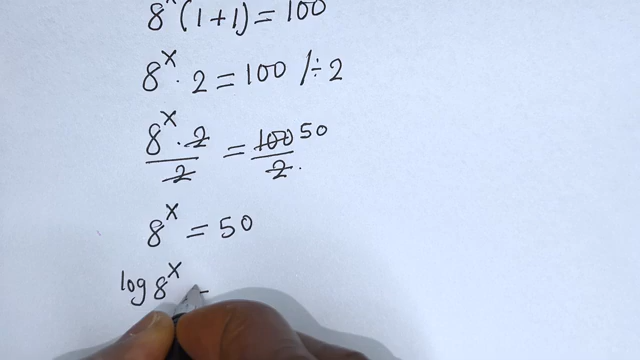 8^x (1+1) = 100
8^x · 2 = 100 /÷2
8^x · 2 / 2 = 100 50 / 2.
8^x = 50
log 8^x